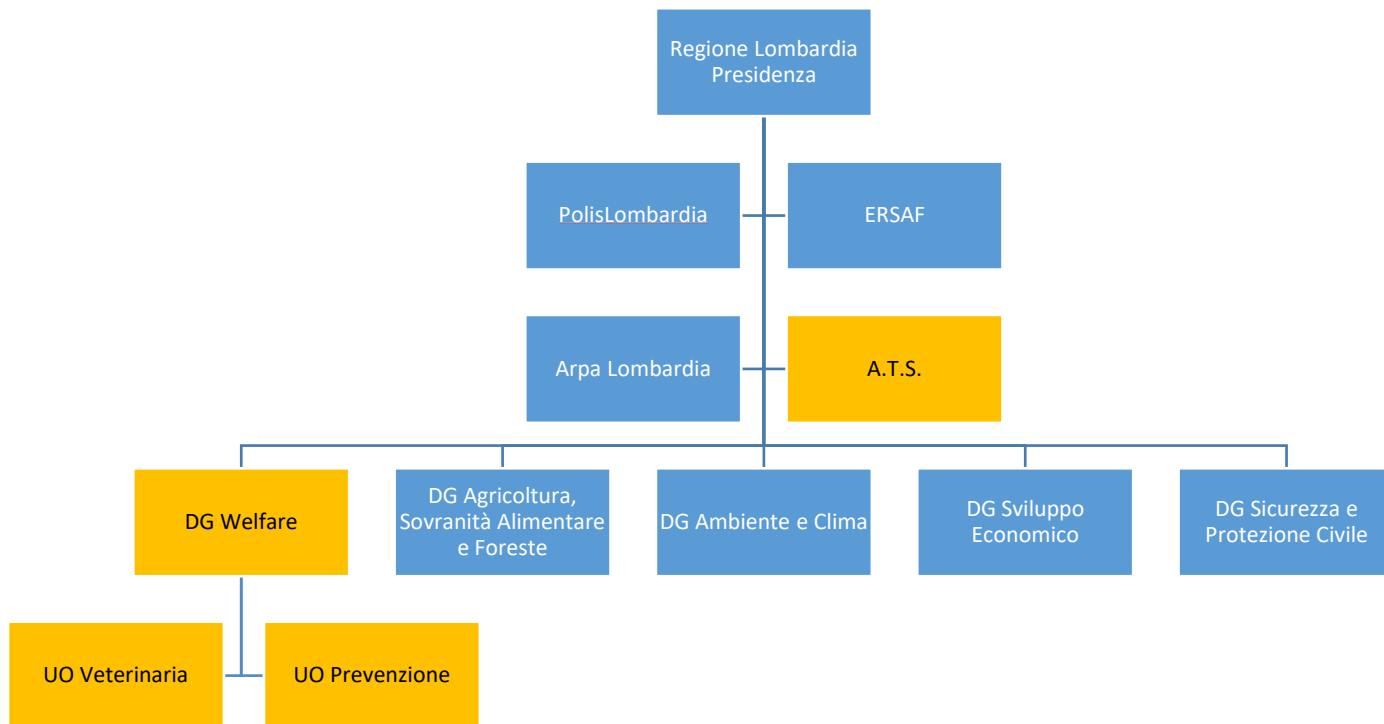 Regione Lombardia
Presidenza
PolisLombardia
ERSAF
Arpa Lombardia
A.T.S.
DG Welfare
DG Agricoltura,
Sovranità Alimentare
e Foreste
DG Ambiente e Clima
DG Sviluppo
Economico
DG Sicurezza e
Protezione Civile
UO Veterinaria
UO Prevenzione